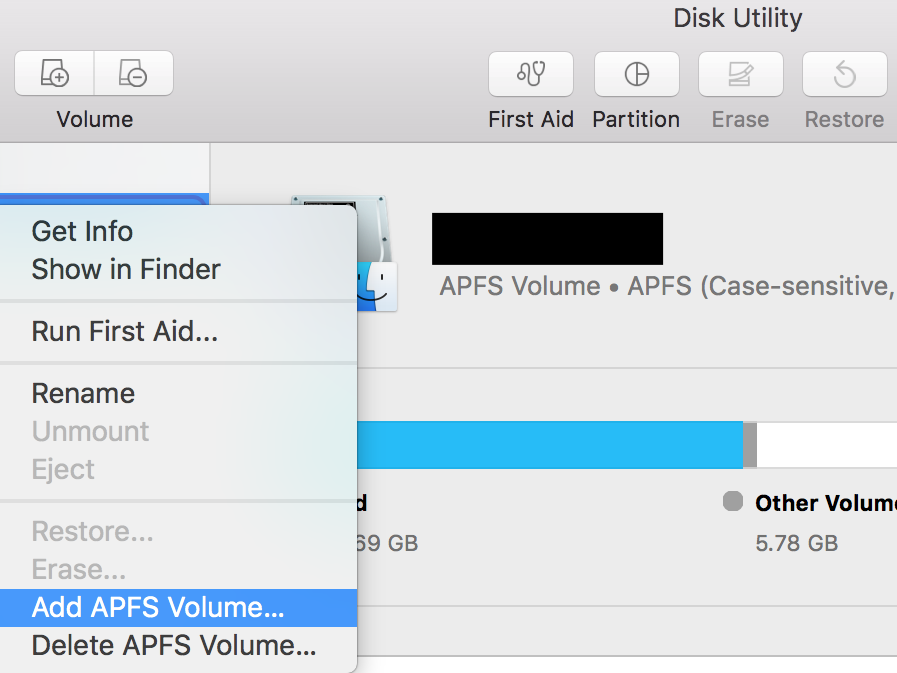 Disk Utility
Volume
First Aid
Partition
Erase
Restore
APFS Volume • APFS (Case-sensitive,
Get Info
Show in Finder
Run First Aid...
Rename
Unmount
Eject
Restore...
Erase...
Add APFS Volume...
Delete APFS Volume...
d
69 GB
Other Volume
5.78 GB